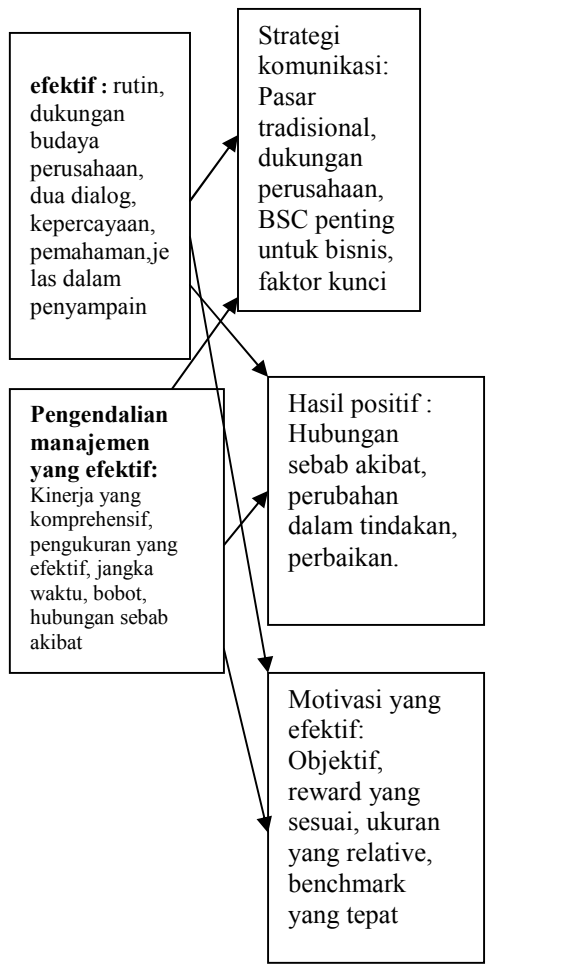 efektif : rutin,
dukungan
budaya
perusahaan,
dua dialog,
kepercayaan,
pemahaman,je
las dalam
penyampain
Strategi
komunikasi:
Pasar
tradisional,
dukungan
perusahaan,
BSC penting
untuk bisnis,
faktor kunci
Pengendalian
manajemen
yang efektif:
Kinerja yang
komprehensif,
pengukuran yang
efektif, jangka
waktu, bobot,
hubungan sebab
akibat
Hasil positif :
Hubungan
sebab akibat,
perubahan
dalam tindakan,
perbaikan.
Motivasi yang
efektif:
Objektif,
reward yang
sesuai, ukuran
yang relative,
benchmark
yang tepat